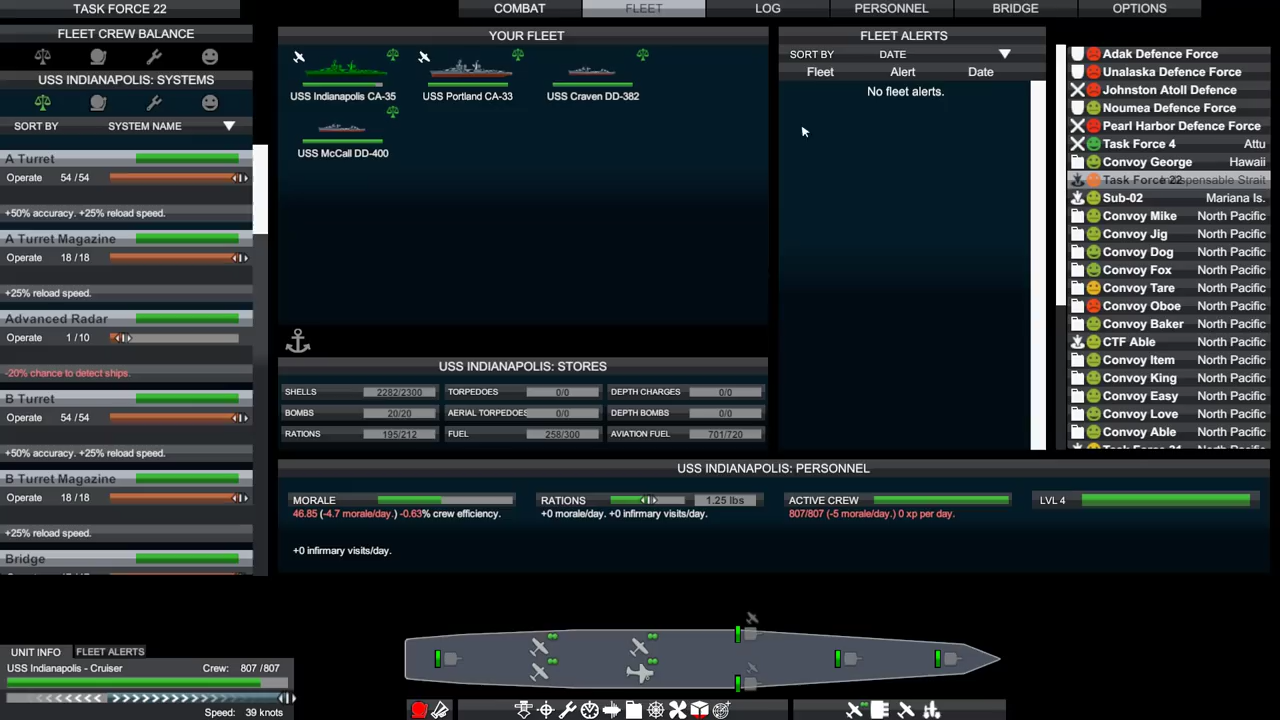 TASK FORCE 22
COMBAT
FLEET
LOG
PERSONNEL
BRIDGE
OPTIONS
FLEET CREW BALANCE
USS INDIANAPOLIS: SYSTEMS
SORT BY SYSTEM NAME
A Turret
Operate 54 / 54
+50% accuracy. +25% reload speed.
A Turret Magazine
Operate 18 / 18
+25% reload speed.
Advanced Radar
Operate 1 / 10
-20% chance to detect ships.
B Turret
Operate 54 / 54
+50% accuracy. +25% reload speed.
B Turret Magazine
Operate 18 / 18
+25% reload speed.
Bridge
YOUR FLEET
USS Indianapolis CA-35
USS Portland CA-33
USS Craven DD-382
USS McCall DD-400
USS INDIANAPOLIS: STORES
SHELLS 2282/2300 TORPEDOES 0/0 DEPTH CHARGES 0/0
BOMBS 20/20 AERIAL TORPEDOES 0/0 DEPTH BOMBS 0/0
RATIONS 195/212 FUEL 258/300 AVIATION FUEL 701/720
FLEET ALERTS
SORT BY DATE
Fleet Alert Date
No fleet alerts.
Adak Defence Force
Unalaska Defence Force
Johnston Atoll Defence
Noumea Defence Force
Pearl Harbor Defence Force
Task Force 4 Attu
Convoy George Hawaii
Task Force 22
Sub-02 Mariana Is.
Convoy Mike North Pacific
Convoy Jig North Pacific
Convoy Dog North Pacific
Convoy Fox North Pacific
Convoy Tare North Pacific
Convoy Oboe North Pacific
Convoy Baker North Pacific
CTF Able North Pacific
Convoy Item North Pacific
Convoy King North Pacific
Convoy Easy North Pacific
Convoy Love North Pacific
Convoy Able North Pacific
USS INDIANAPOLIS: PERSONNEL
MORALE
46.85 (-4.7 morale/day.) -0.63% crew efficiency.
+0 infirmary visits/day.
RATIONS 1.25 lbs
+0 morale/day. +0 infirmary visits/day.
ACTIVE CREW
807/807 (-5 morale/day.) 0 xp per day.
LVL 4
UNIT INFO FLEET ALERTS
USS Indianapolis - Cruiser Crew: 807 / 807
Speed: 39 knots